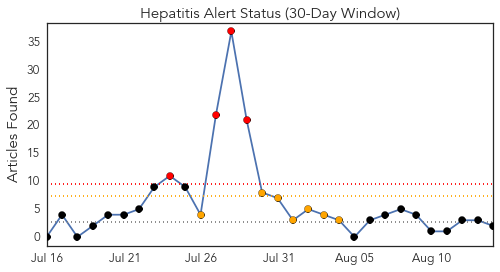 Hepatitis Alert Status (30-Day Window)
Articles Found
35
30
25
20
15
10
5
0
Jul 16
Jul 21
Jul 26
Jul 31
Aug 05
Aug 10